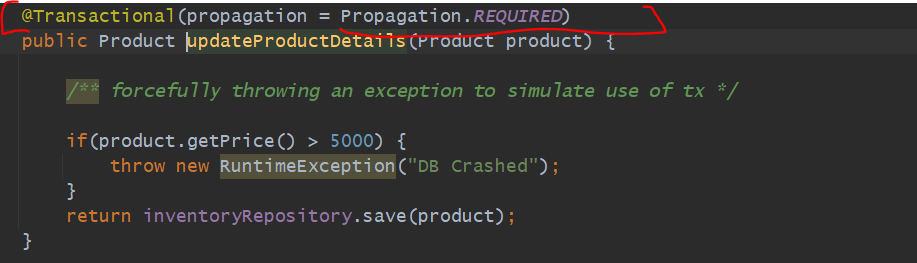 @Transactional(propagation = Propagation.REQUIRED)
public Product updateProductDetails(Product product) {
/** forcefully throwing an exception to simulate use of tx */
if(product.getPrice() > 5000) {
throw new RuntimeException("DB Crashed");
}
return inventoryRepository.save(product);
}